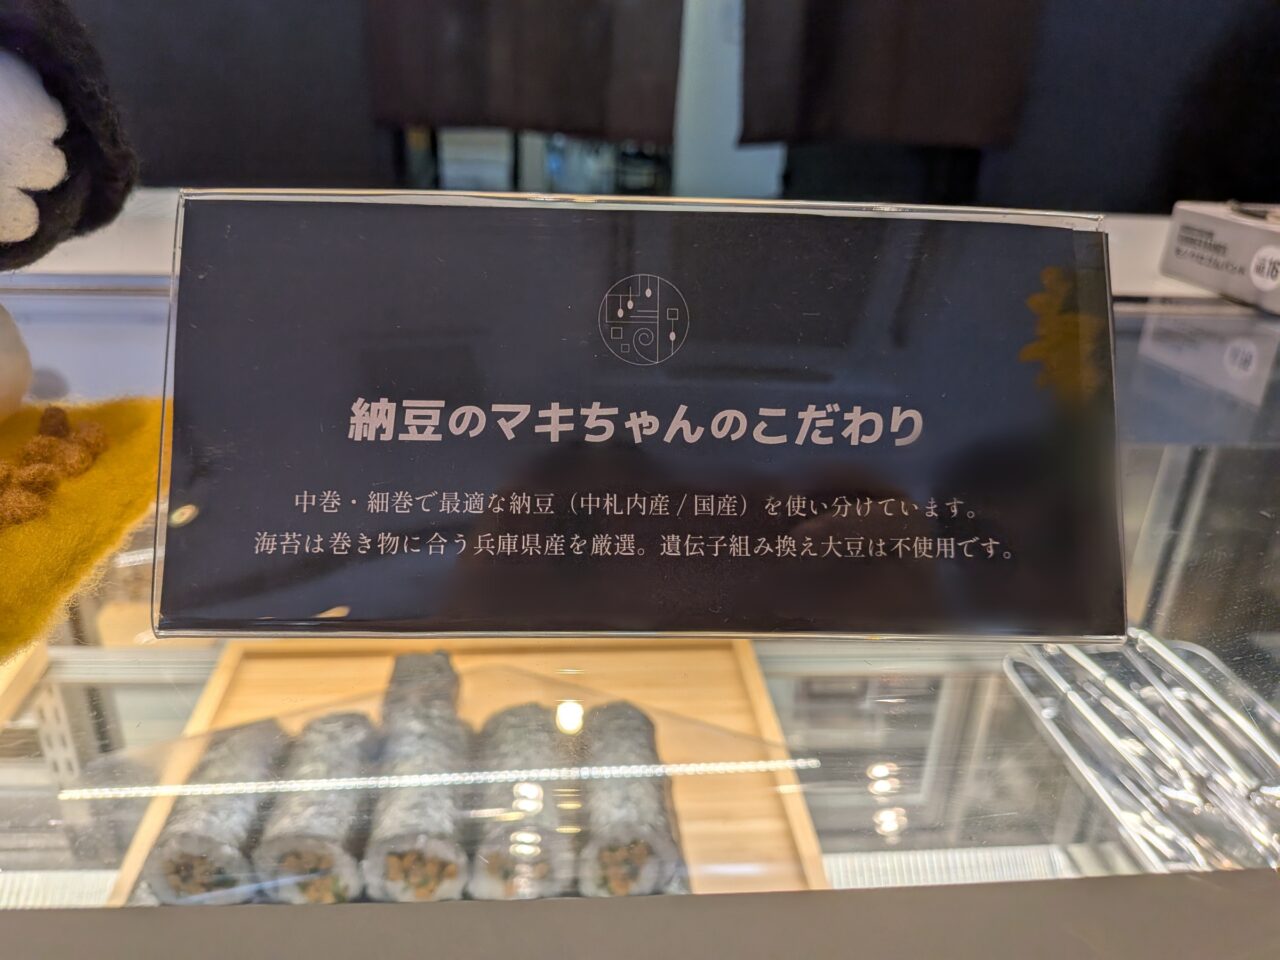 納豆のマキちゃんのこだわり
中巻・細巻で最適な納豆（中札内産 / 国産）を使い分けています。
海苔は巻き物に合う兵庫県産を厳選。遺伝子組み換え大豆は不使用です。